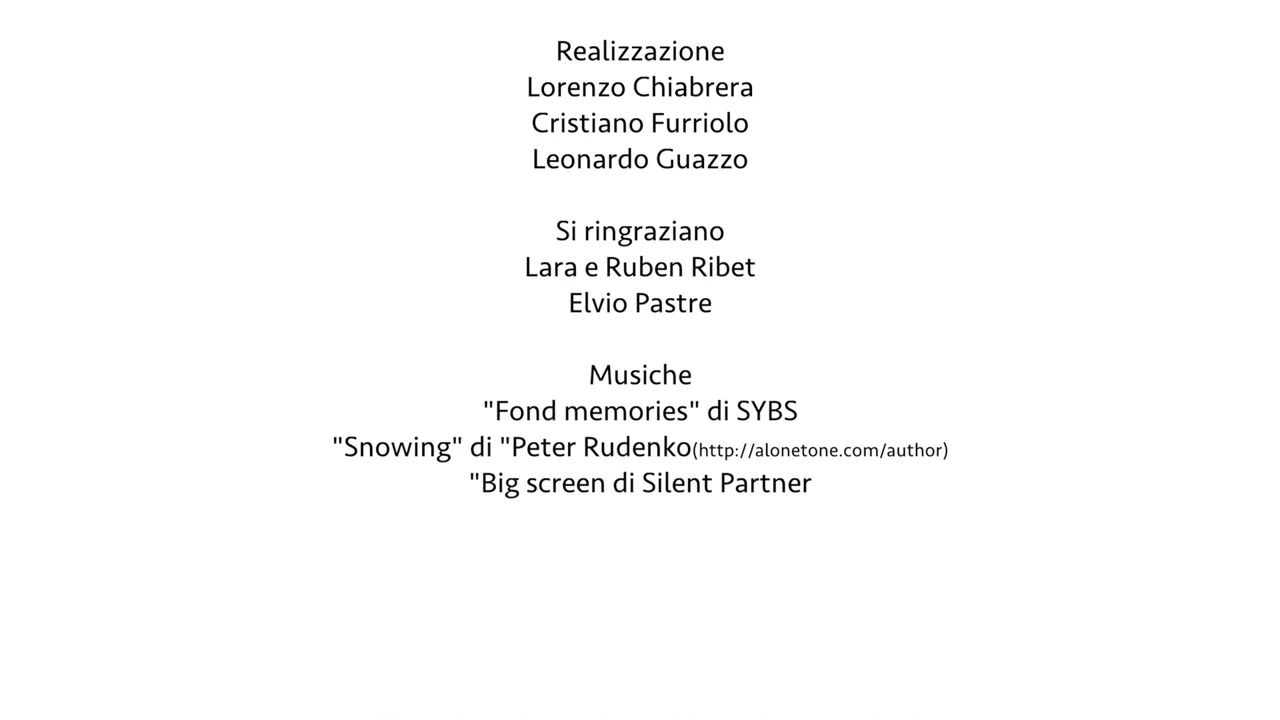 Realizzazione
Lorenzo Chiabrera
Cristiano Furriolo
Leonardo Guazzo
Si ringraziano
Lara e Ruben Ribet
Elvio Pastre
Musiche
"Fond memories" di SYBS
"Snowing" di "Peter Rudenko(http://alonetone.com/author)
"Big screen di Silent Partner